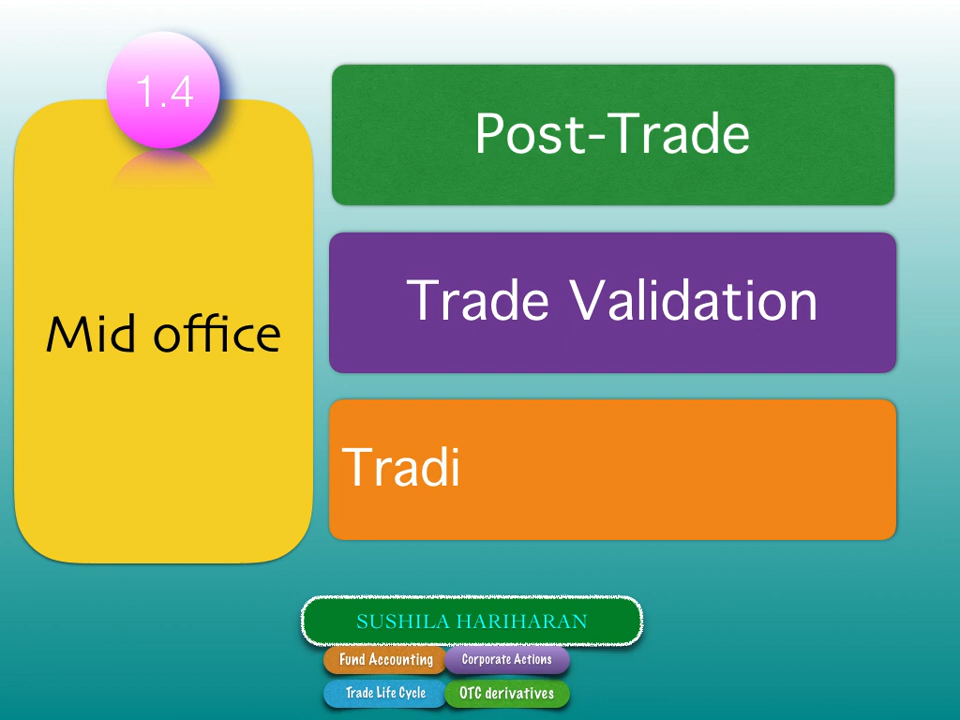 1.4
Mid office
Post-Trade
Trade Validation
Tradi
SUSHILA HARIHARAN
Fund Accounting
Corporate Actions
Trade Life Cycle
OTC derivatives